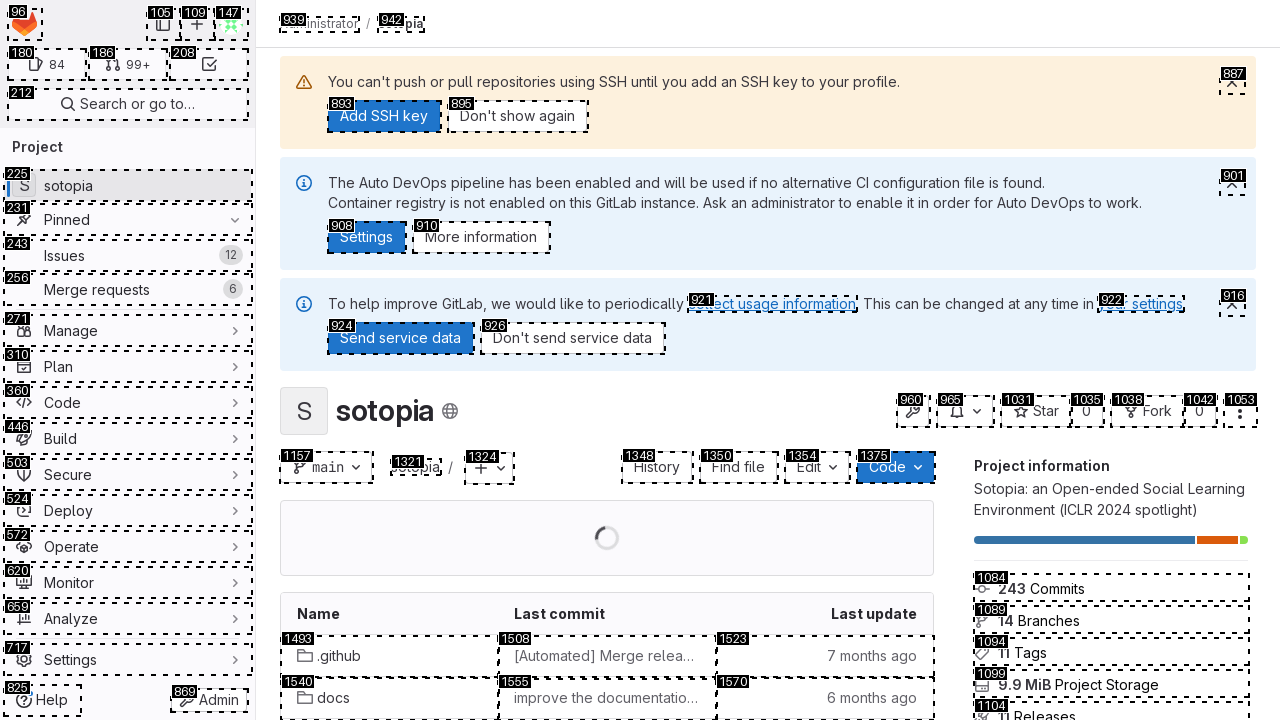 96
105
109
147
939
administrator
/
942
sotopia
180
84
186
99+
208
212
Search or go to…
Project
225
S
sotopia
231
Pinned
243
Issues
12
256
Merge requests
6
271
Manage
310
Plan
360
Code
446
Build
503
Secure
524
Deploy
572
Operate
620
Monitor
659
Analyze
717
Settings
825
Help
869
Admin
You can't push or pull repositories using SSH until you add an SSH key to your profile.
887
893
Add SSH key
895
Don't show again
The Auto DevOps pipeline has been enabled and will be used if no alternative CI configuration file is found.
901
Container registry is not enabled on this GitLab instance. Ask an administrator to enable it in order for Auto DevOps to work.
908
Settings
910
More information
To help improve GitLab, we would like to periodically
921
collect usage information
. This can be changed at any time in
922
your settings
916
924
Send service data
926
Don't send service data
S
sotopia
960
965
1031
Star
1035
0
1038
Fork
1042
0
1053
1157
main
1321
sotopia
/
1324
1348
History
1350
Find file
1354
Edit
1375
Code
Name
Last commit
Last update
1493
.github
1508
[Automated] Merge relea…
1523
7 months ago
1540
docs
1555
improve the documentatio…
1570
6 months ago
Project information
Sotopia: an Open-ended Social Learning
Environment (ICLR 2024 spotlight)
1084
243 Commits
1089
14 Branches
1094
11 Tags
1099
9.9 MiB Project Storage
1104
11 Releases